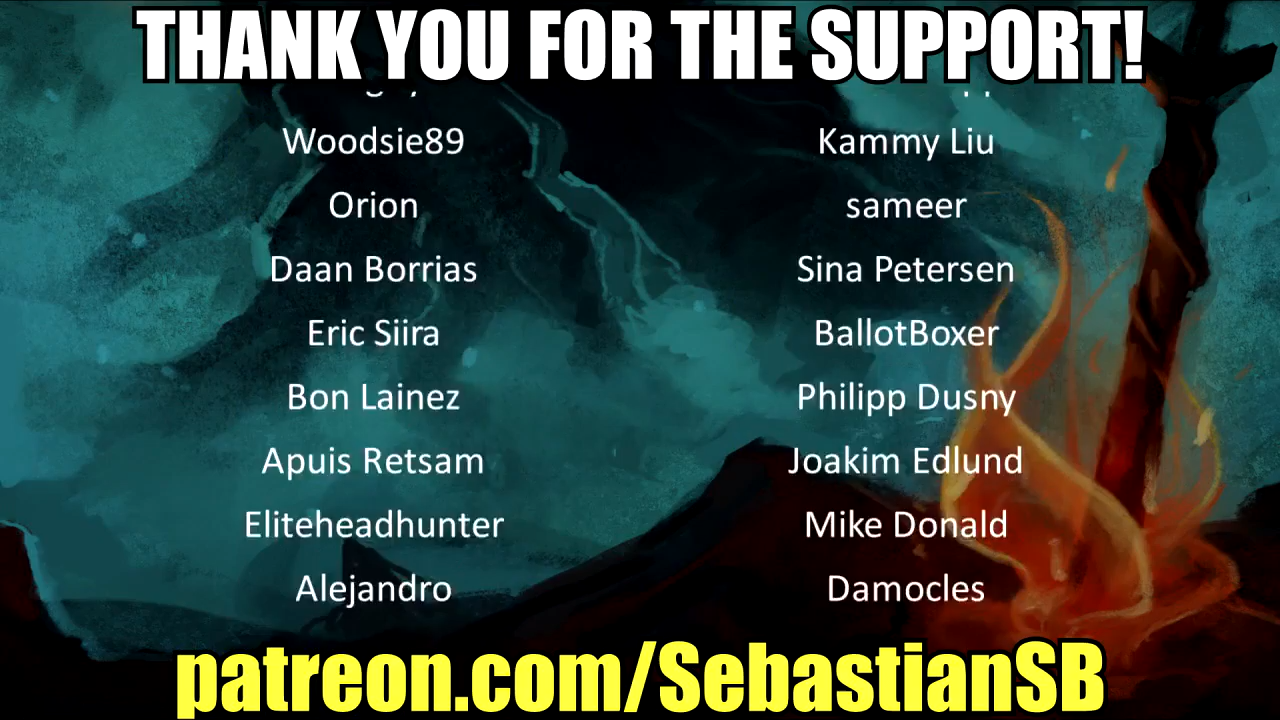 THANK YOU FOR THE SUPPORT!
Woodsie89
Kammy Liu
Orion
sameer
Daan Borrias
Sina Petersen
Eric Siira
BallotBoxer
Bon Lainez
Philipp Dusny
Apuis Retsam
Joakim Edlund
Eliteheadhunter
Mike Donald
Alejandro
Damocles
patreon.com/SebastianSB